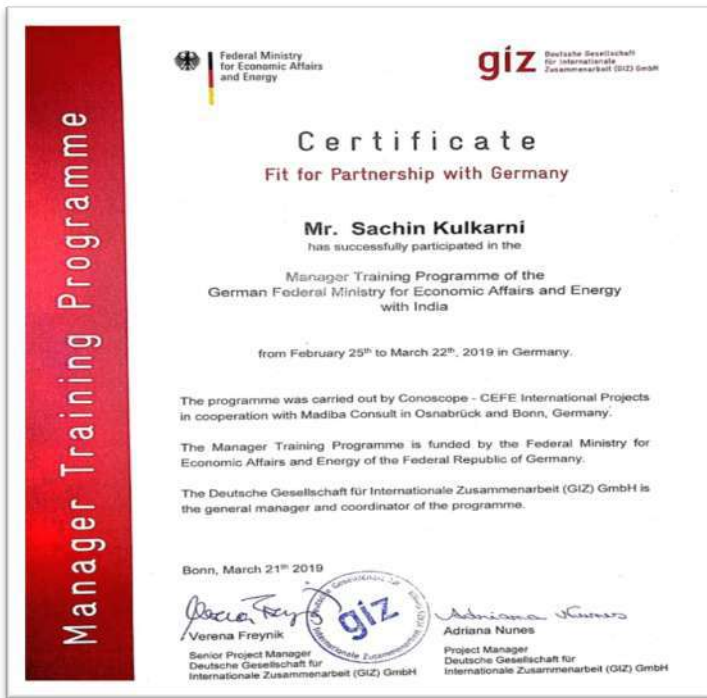 Manager Training Programme
Federal Ministry
for Economic Affairs
and Energy
giz
Deutsche Gesellschaft
für Internationale
Zusammenarbeit (GIZ) GmbH
Certificate
Fit for Partnership with Germany
Mr. Sachin Kulkarni
has successfully participated in the
Manager Training Programme of the
German Federal Ministry for Economic Affairs and Energy
with India
from February 25th to March 22th, 2019 in Germany.
The programme was carried out by Conoscope - CEFE International Projects
in cooperation with Madiba Consult in Osnabrück and Bonn, Germany.
The Manager Training Programme is funded by the Federal Ministry for
Economic Affairs and Energy of the Federal Republic of Germany.
The Deutsche Gesellschaft für Internationale Zusammenarbeit (GIZ) GmbH is
the general manager and coordinator of the programme.
Bonn, March 21th 2019
giz
Deutsche Gesellschaft für
Internationale Zusammenarbeit
Adriana Nunes
Verena Freynik
Senior Project Manager
Deutsche Gesellschaft für
Internationale Zusammenarbeit (GIZ) GmbH
Adriana Nunes
Project Manager
Deutsche Gesellschaft für
Internationale Zusammenarbeit (GIZ) GmbH